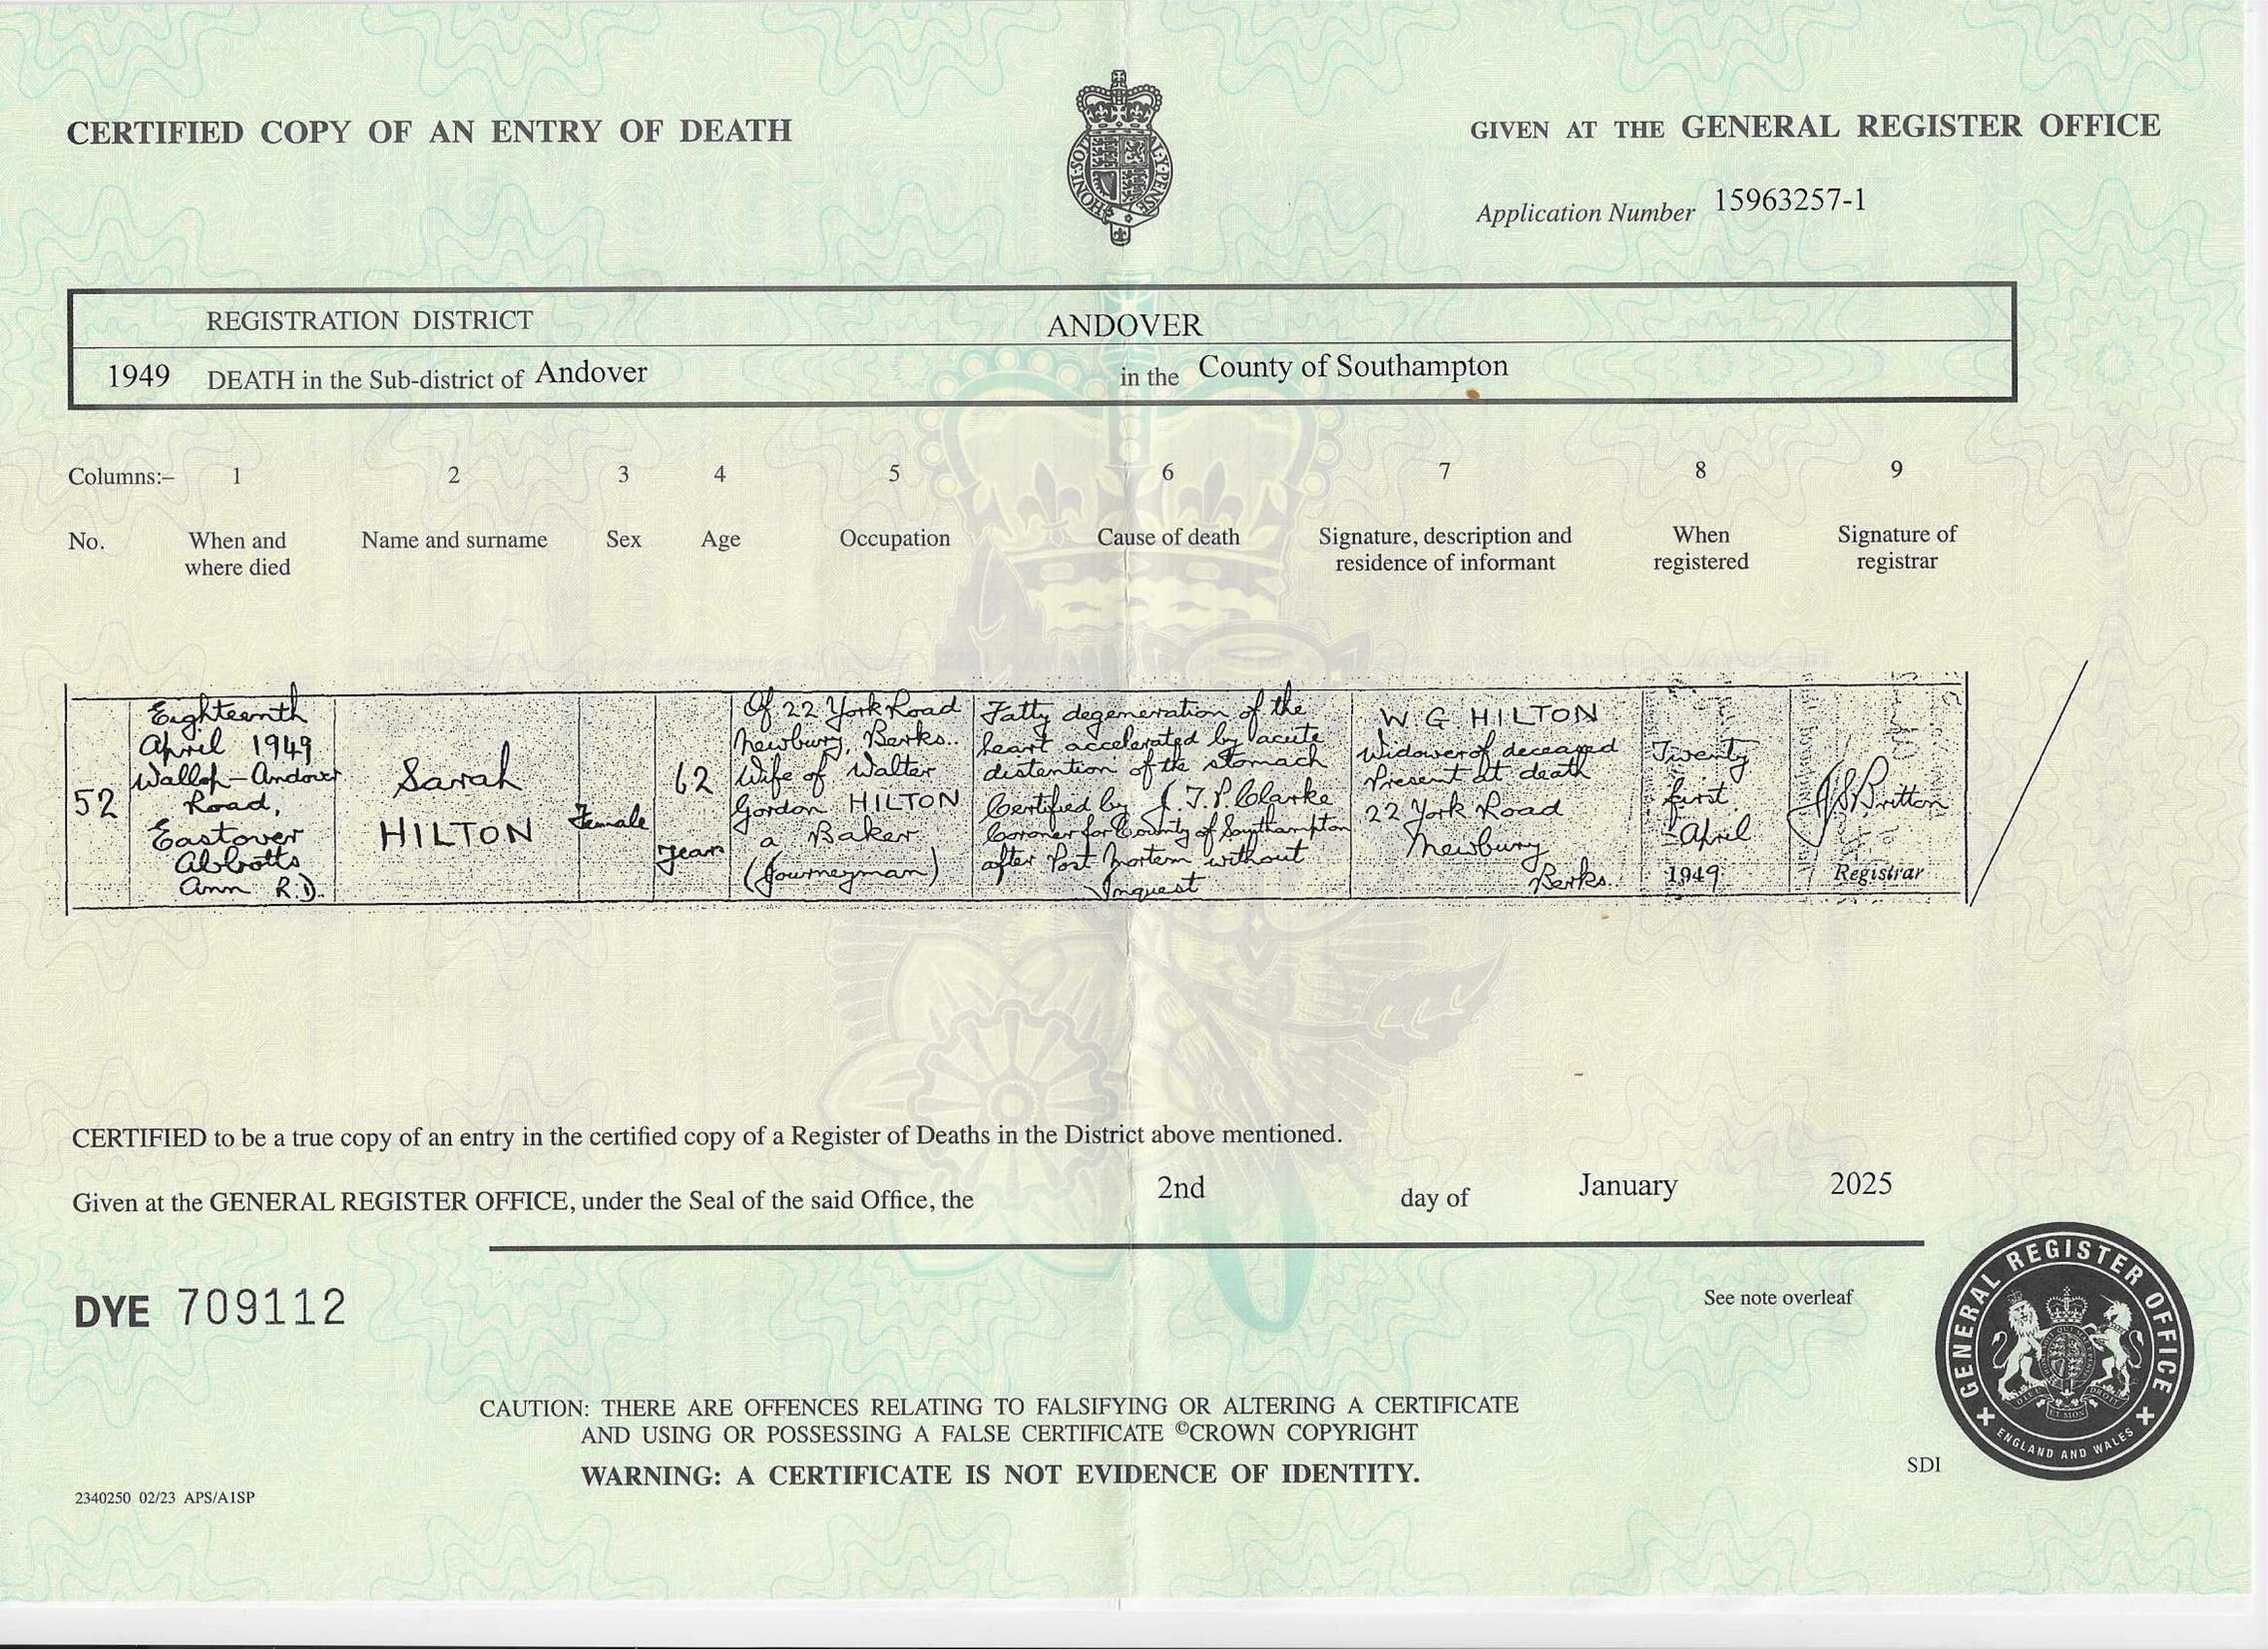 CERTIFIED COPY OF AN ENTRY OF DEATH
GIVEN AT THE GENERAL REGISTER OFFICE
Application Number 15963257-1
REGISTRATION DISTRICT ANDOVER
1949 DEATH in the Sub-district of Andover in the County of Southampton
Columns:– 1 2 3 4 5 6 7 8 9
No. When and where died
Name and surname
Sex
Age
Occupation
Cause of death
Signature, description and
residence of informant
When
registered
Signature of
registrar
52
Eighteenth
April 1949
Wallop-Andover
Road,
Eastover
Abbotts
Ann R.D.
Sarah
HILTON
Female
62
years
Of 22 York Road
Newbury, Berks.
Wife of Walter
Gordon HILTON
a Baker
(Journeyman)
Fatty degeneration of the
heart accelerated by acute
distention of the stomach
Certified by J.T.P. Clarke
Coroner for County of Southampton
after Post Mortem without
Inquest
W G HILTON
Widower of deceased
Present at death
22 York Road
Newbury
Berks.
Twenty
first
April
1949
JS Britton
Registrar
CERTIFIED to be a true copy of an entry in the certified copy of a Register of Deaths in the District above mentioned.
Given at the GENERAL REGISTER OFFICE, under the Seal of the said Office, the 2nd day of January 2025
DYE 709112
See note overleaf
CAUTION: THERE ARE OFFENCES RELATING TO FALSIFYING OR ALTERING A CERTIFICATE
AND USING OR POSSESSING A FALSE CERTIFICATE ©CROWN COPYRIGHT
WARNING: A CERTIFICATE IS NOT EVIDENCE OF IDENTITY.
2340250 02/23 APS/A1SP
SDI
GENERAL REGISTER OFFICE
ENGLAND AND WALES